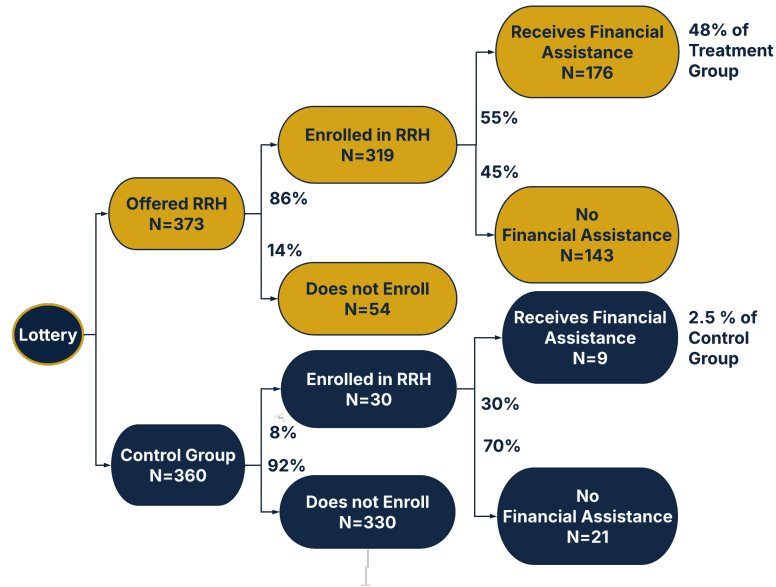 Receives Financial
Assistance
N=176
48% of
Treatment
Group
55%
Enrolled in RRH
N=319
45%
86%
Offered RRH
N=373
No
Financial Assistance
N=143
14%
Does not Enroll
N=54
Lottery
Receives Financial
Assistance
N=9
2.5 % of
Control
Group
Enrolled in RRH
N=30
30%
8%
70%
Control Group
N=360
92%
Does not Enroll
N=330
No
Financial Assistance
N=21